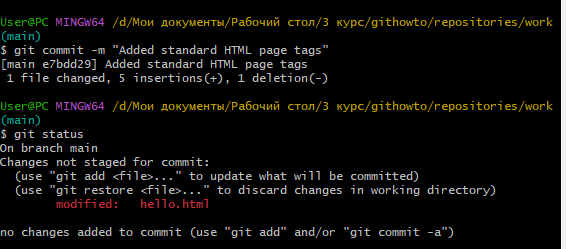 User@PC MINGW64 /d/Мои документы/Рабочий стол/3 курс/githowto/repositories/work
(main)
$ git commit -m "Added standard HTML page tags"
[main e7bdd29] Added standard HTML page tags
 1 file changed, 5 insertions(+), 1 deletion(-)

User@PC MINGW64 /d/Мои документы/Рабочий стол/3 курс/githowto/repositories/work
(main)
$ git status
On branch main
Changes not staged for commit:
  (use "git add <file>..." to update what will be committed)
  (use "git restore <file>..." to discard changes in working directory)
        modified:   hello.html

no changes added to commit (use "git add" and/or "git commit -a")